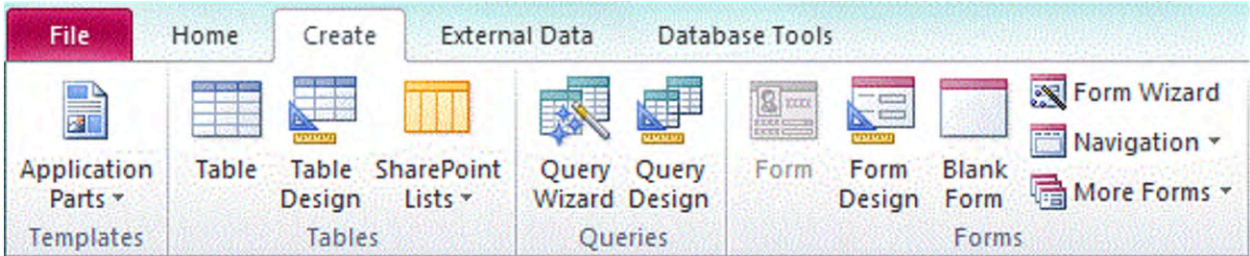 File Home Create External Data Database Tools
Form Wizard
Navigation
Application Table Table SharePoint Query Query Form Form Blank
Parts Design Lists Wizard Design Design Form
More Forms
Templates Tables Queries Forms